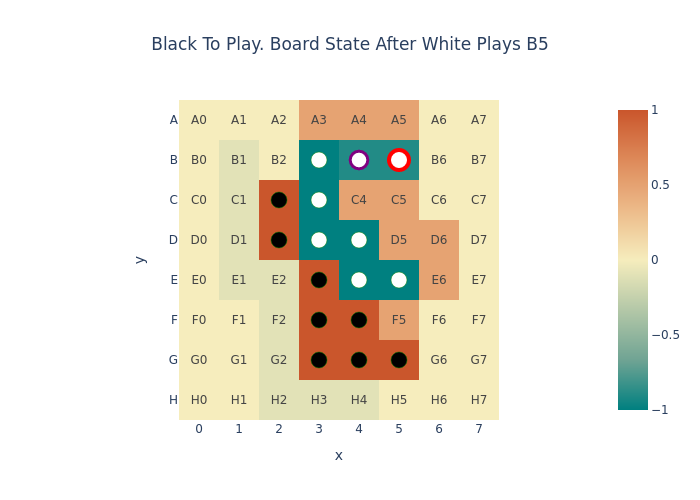 Black To Play. Board State After White Plays B5
A A0 A1 A2 A3 A4 A5 A6 A7
B B0 B1 B2 B6 B7
C C0 C1 C4 C5 C6 C7
D D0 D1 D5 D6 D7
E E0 E1 E2 E6 E7
F F0 F1 F2 F5 F6 F7
G G0 G1 G2 G6 G7
H H0 H1 H2 H3 H4 H5 H6 H7
0 1 2 3 4 5 6 7
x
y
1
0.5
0
−0.5
−1